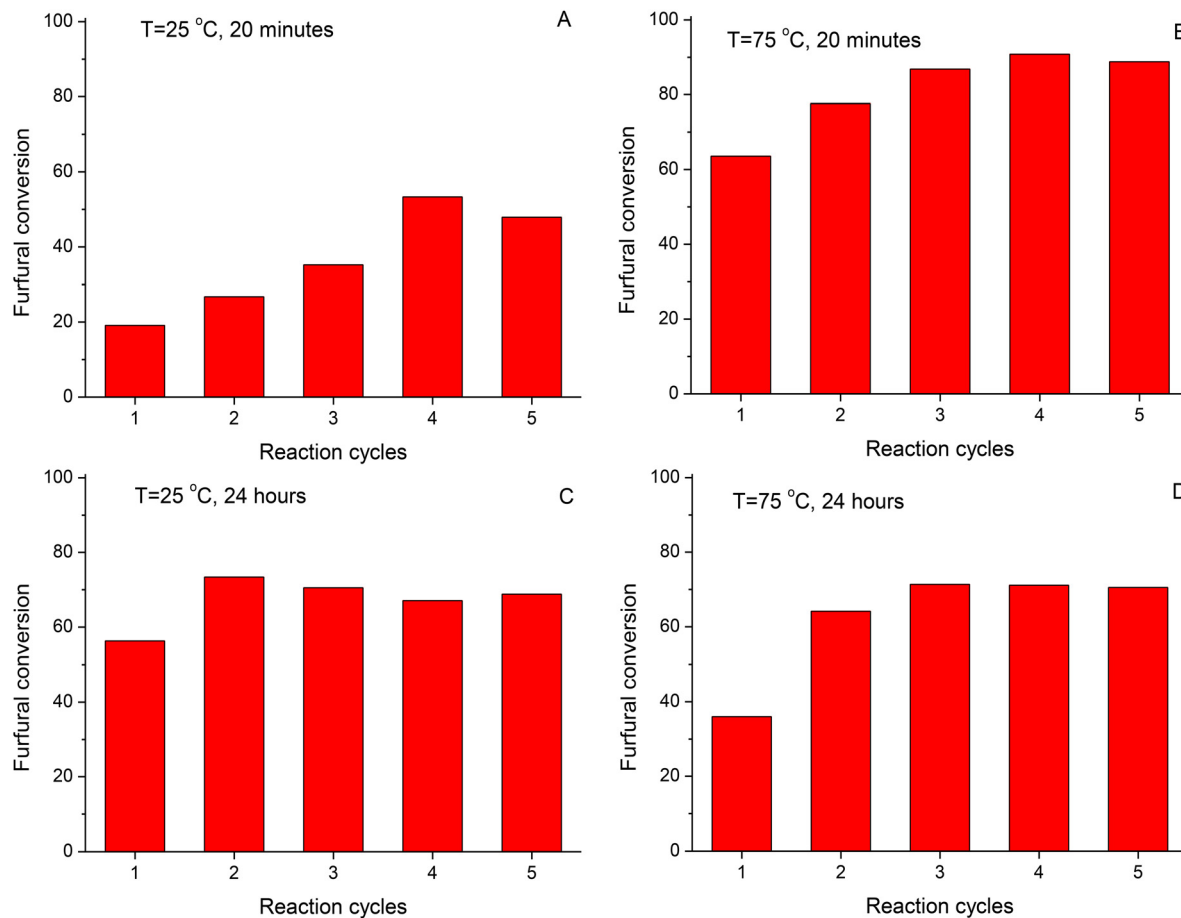 T=25 °C, 20 minutes
A
Furfural conversion
100
80
60
40
20
0
1 2 3 4 5
Reaction cycles
T=75 °C, 20 minutes
Furfural conversion
100
80
60
40
20
0
1 2 3 4 5
Reaction cycles
T=25 °C, 24 hours
C
Furfural conversion
100
80
60
40
20
0
1 2 3 4 5
Reaction cycles
T=75 °C, 24 hours
Furfural conversion
100
80
60
40
20
0
1 2 3 4 5
Reaction cycles